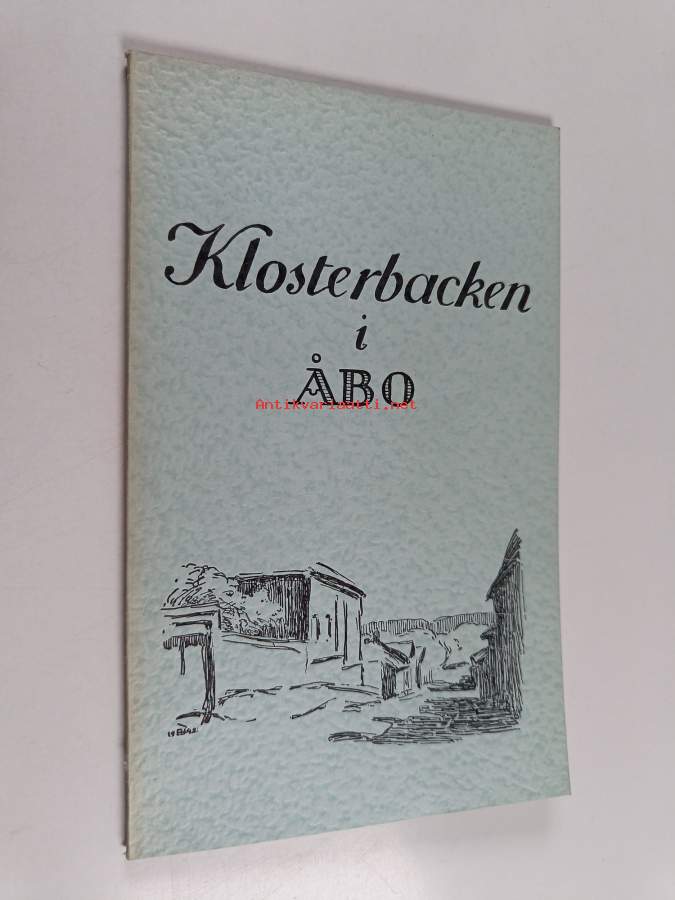 Klosterbacken
i
ÅBO
Antikvariaatti.net